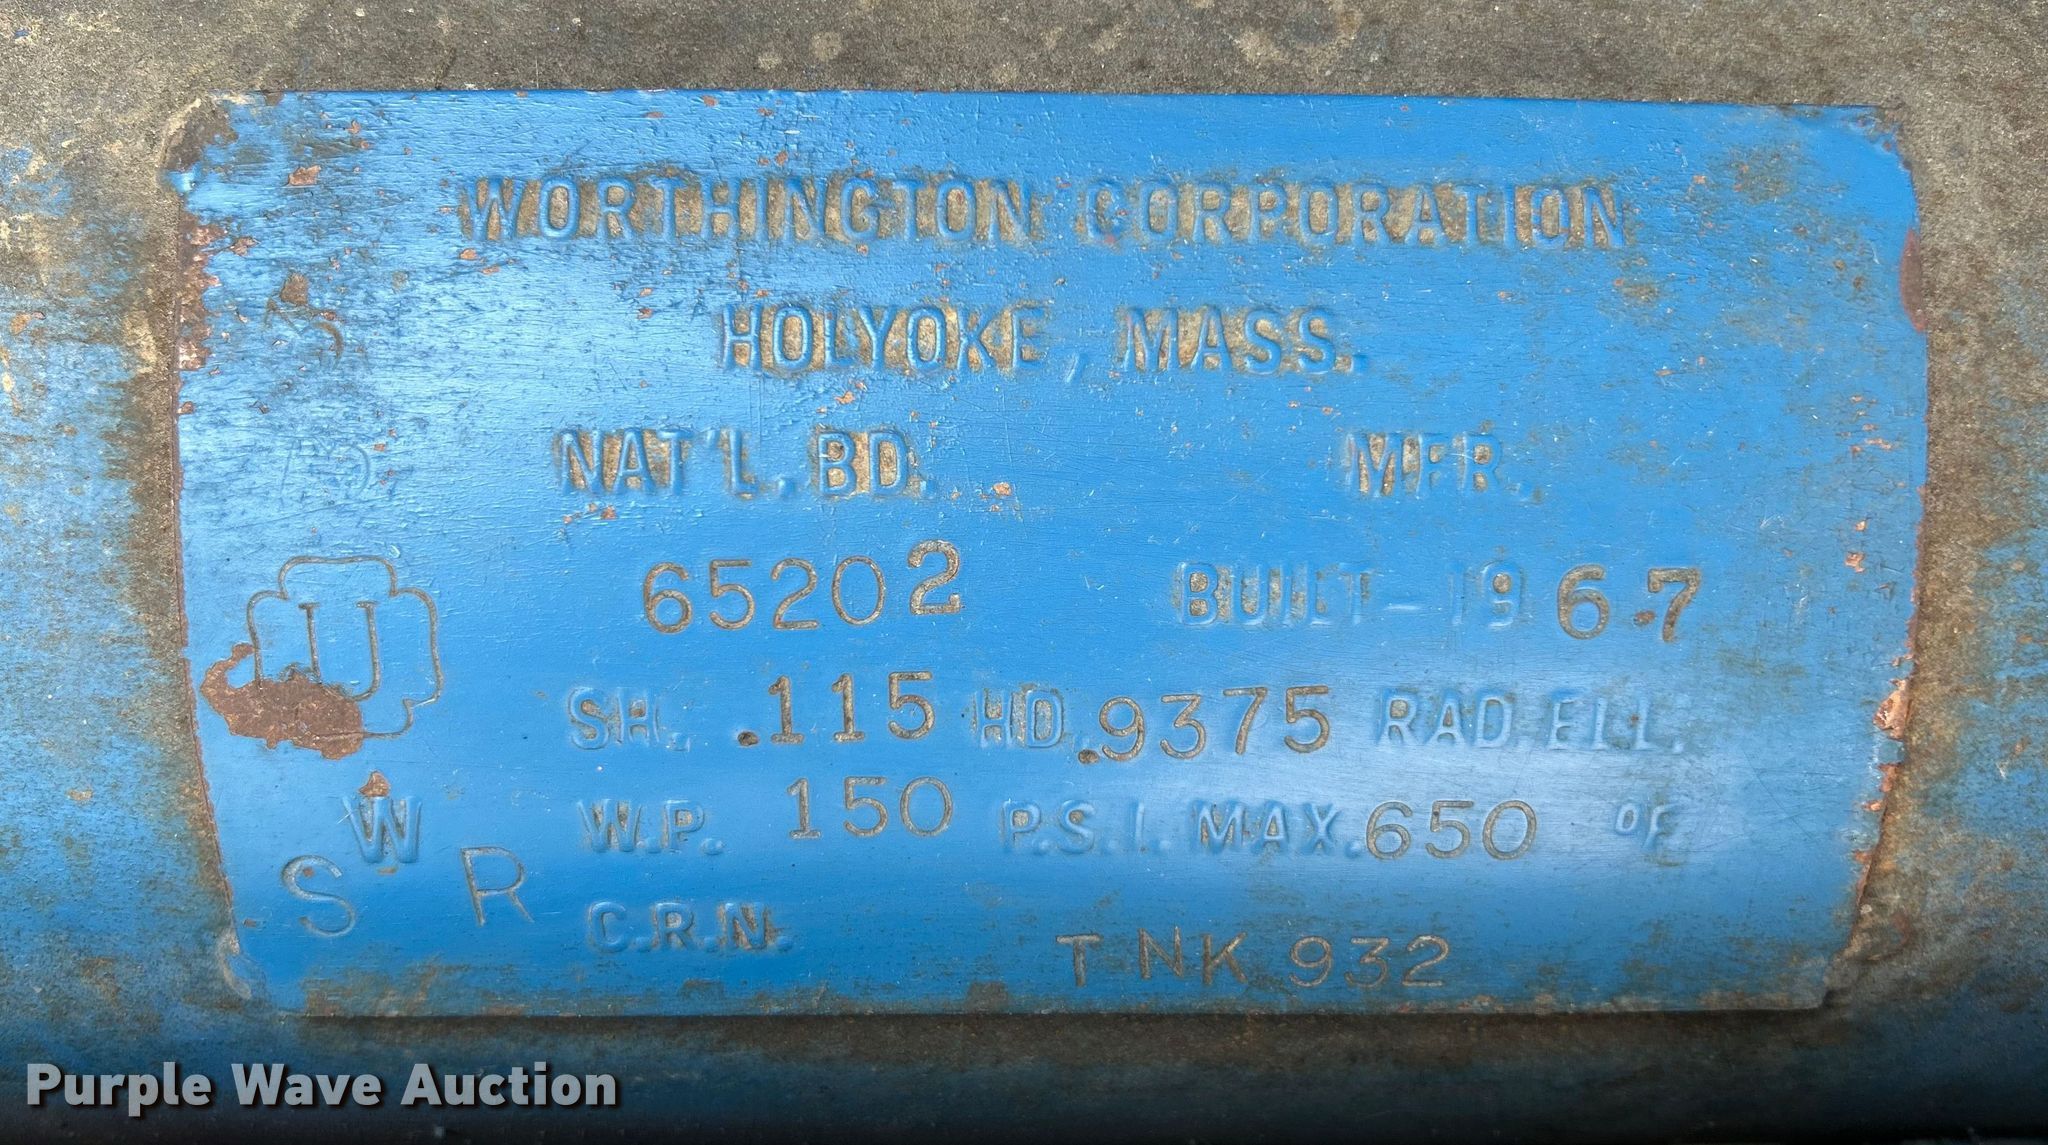 WORTHINGTON CORPORATION
HOLYOKE, MASS.
NAT'L. BD. MFR.
65202 BUILT-1967
U
SH. .115 HD. .9375 RAD. ELL.
W W.P. 150 P.S.I. MAX. 650 °F
S R C.R.N.
TNK 932
Purple Wave Auction